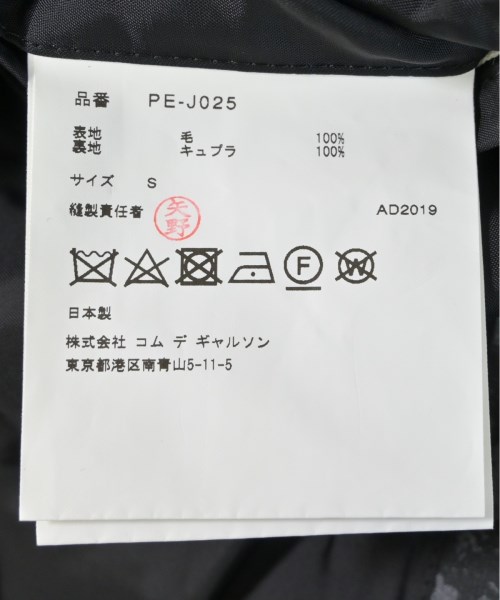 品番 PE-J025
表地 毛 100%
裏地 キュプラ 100%
サイズ S
縫製責任者 矢野 AD2019
F W
日本製
株式会社 コム デ ギャルソン
東京都港区南青山5-11-5